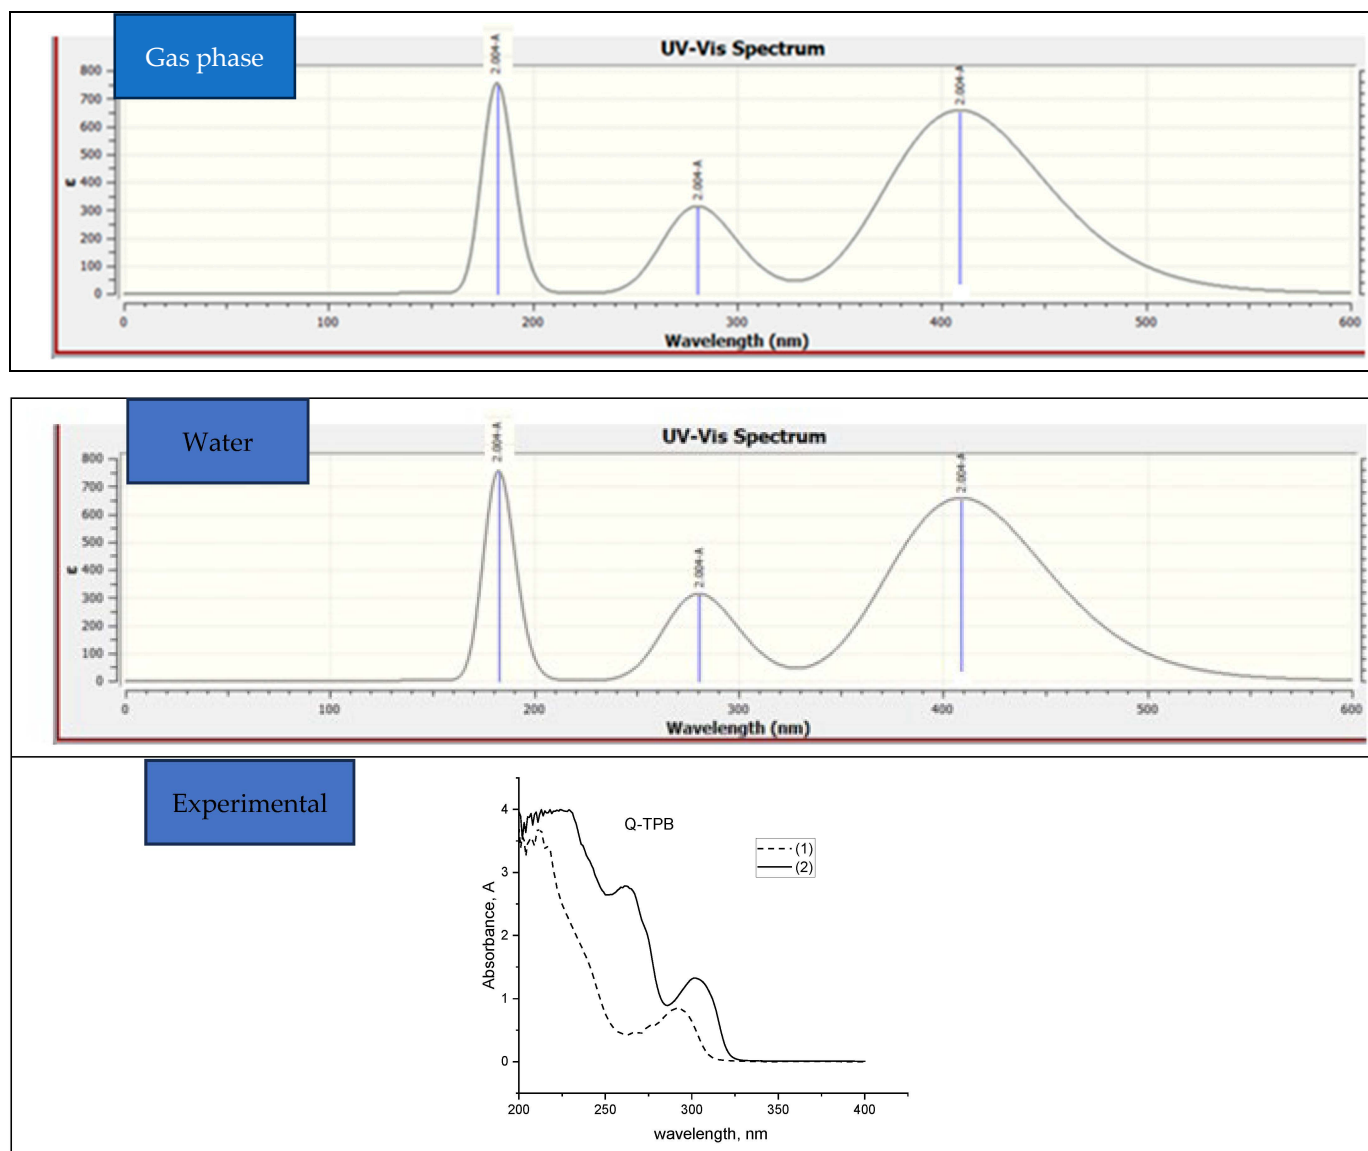 Gas phase
UV-Vis Spectrum
2.004-A
2.004-A
2.004-A
800
700
600
500
400
300
200
100
0
ε
0 100 200 300 400 500 600
Wavelength (nm)
Water
UV-Vis Spectrum
2.004-A
2.004-A
2.004-A
800
700
600
500
400
300
200
100
0
ε
0 100 200 300 400 500 600
Wavelength (nm)
Experimental
Q-TPB
(1)
(2)
4
3
2
1
0
Absorbance, A
200 250 300 350 400
wavelength, nm